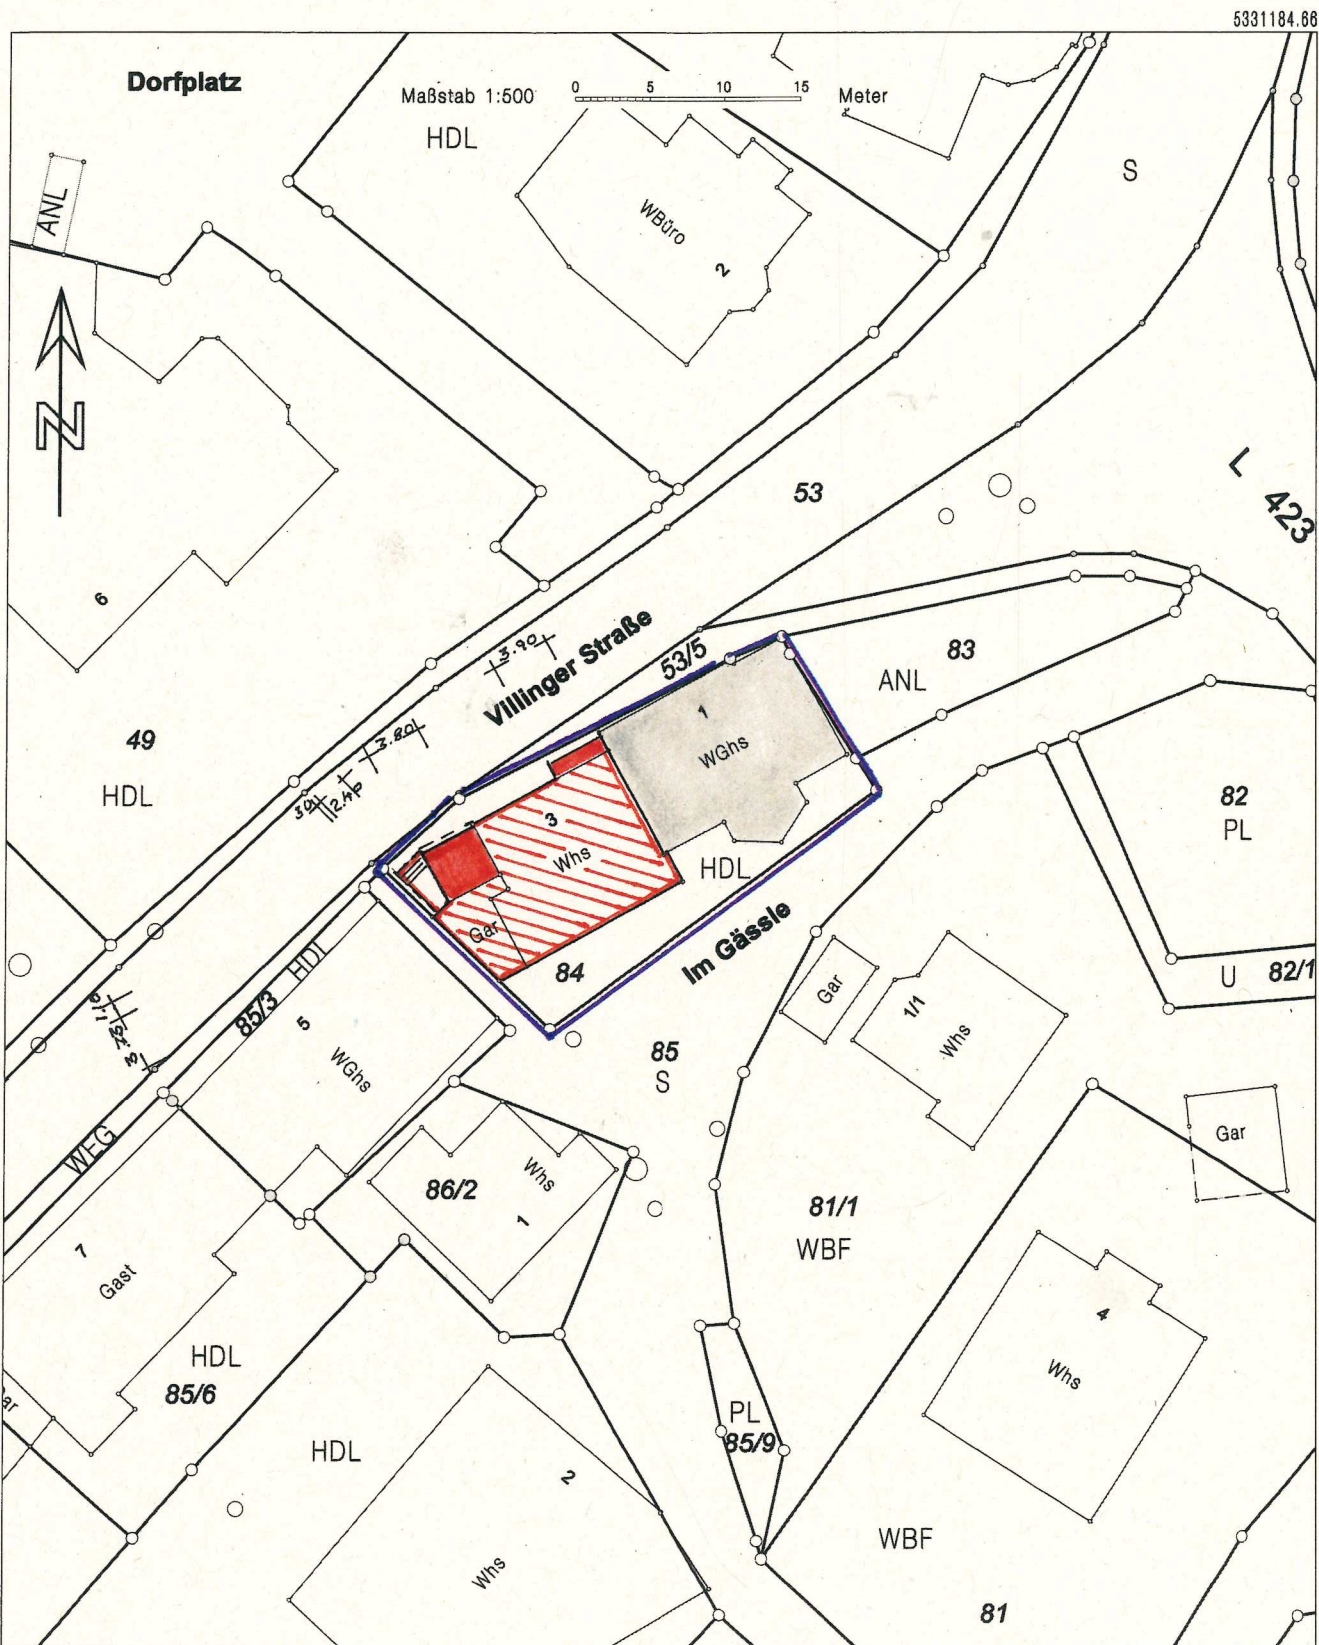 5331184.66
Dorfplatz
Maßstab 1:500
0 5 10 15
Meter
HDL
S
ANL
WBüro
2
N
L 423
53
6
3.90
Villinger Straße
53/5
83
ANL
49
HDL
3.80
1
WGhs
82
PL
2.40
3
Whs
HDL
Gar
84
Im Gässle
HDL
85/3
U
82/1
Gar
1/1
Whs
5
WGhs
85
S
WEG
Gar
86/2
Whs
1
81/1
WBF
7
Gast
HDL
85/6
4
Whs
PL
85/9
HDL
2
Whs
WBF
81